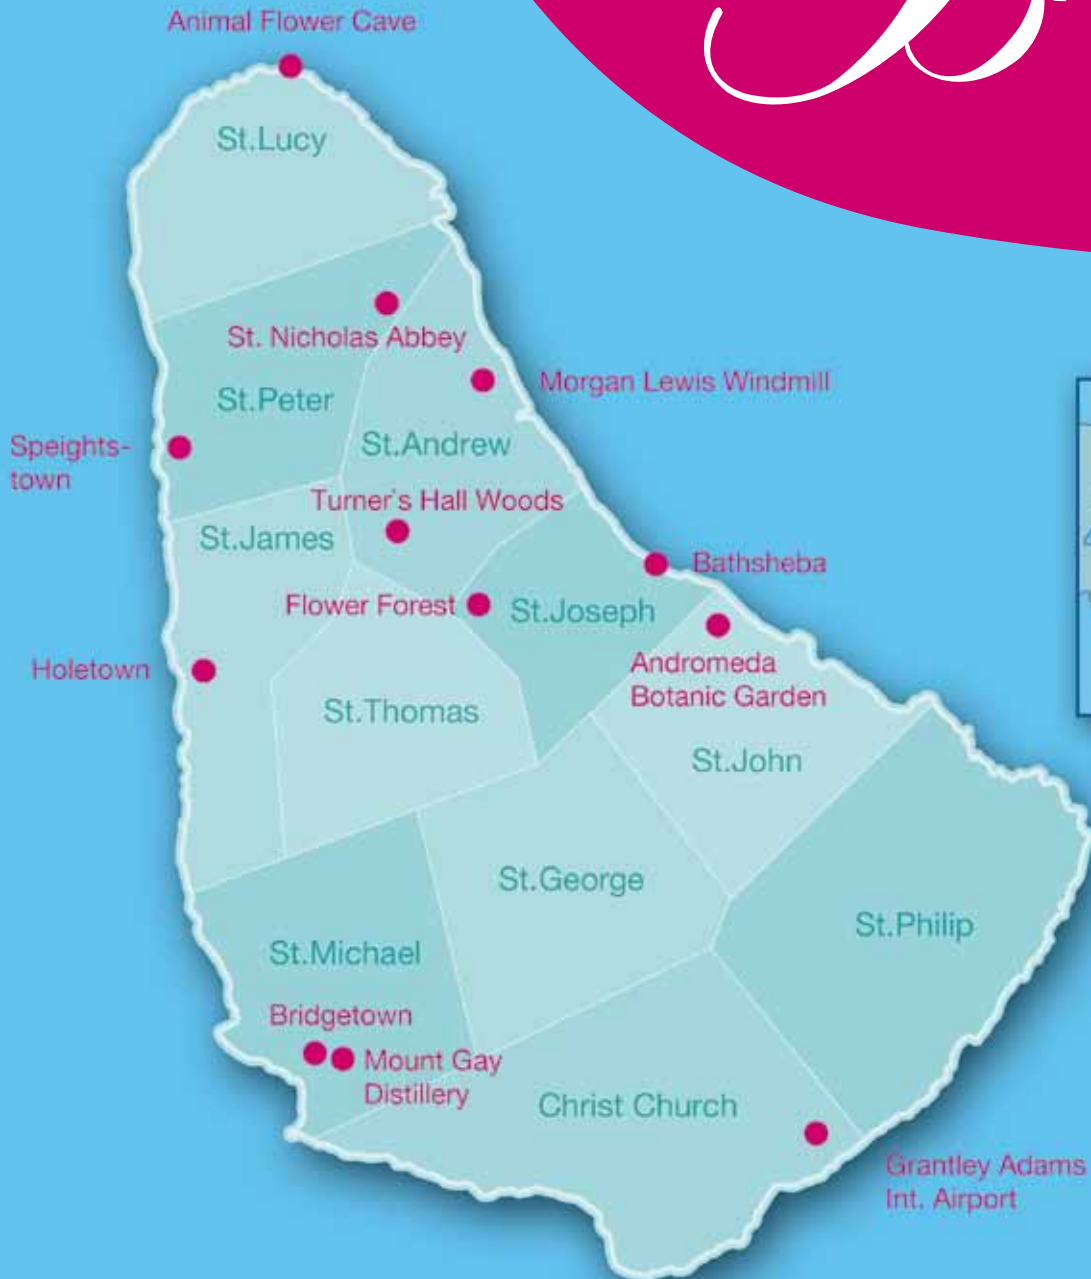 Animal Flower Cave
B
St.Lucy
St. Nicholas Abbey
Morgan Lewis Windmill
St.Peter
St.Andrew
Speights-
town
Turner`s Hall Woods
St.James
Bathsheba
Flower Forest
St.Joseph
Holetown
Andromeda
Botanic Garden
St.Thomas
St.John
St.George
St.Philip
St.Michael
Bridgetown
Mount Gay
Distillery
Christ Church
Grantley Adams
Int. Airport